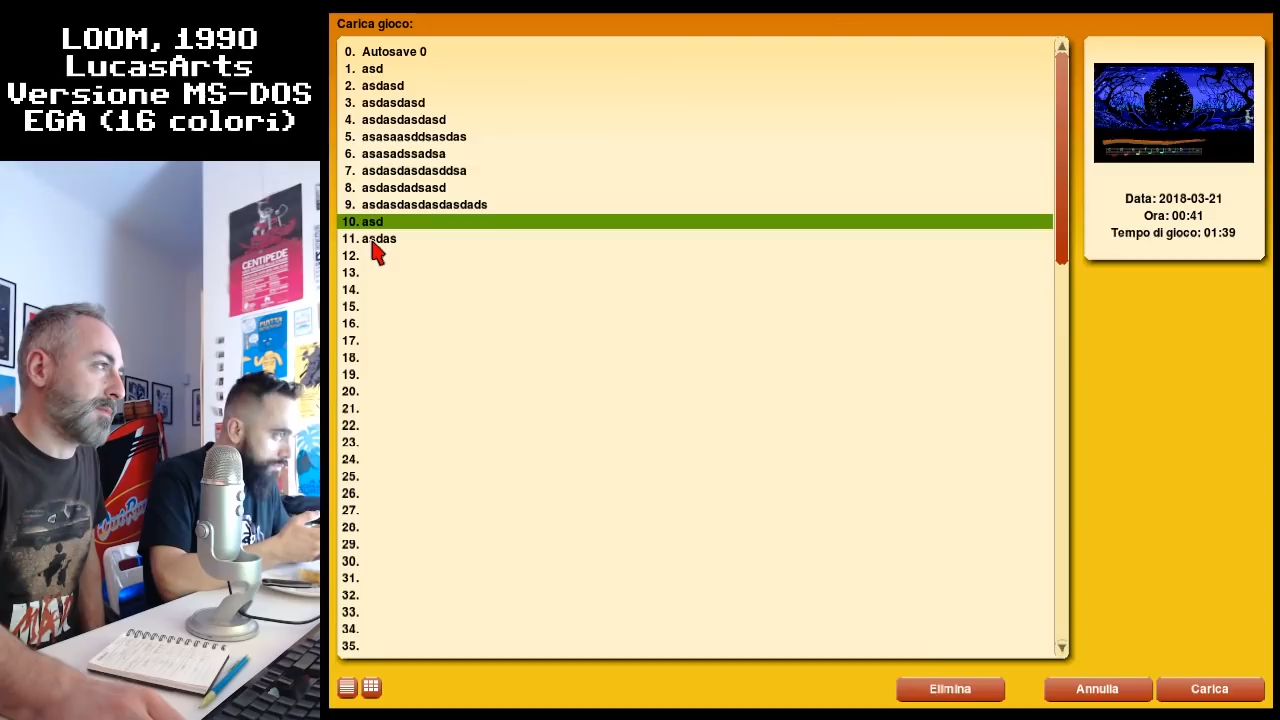 LOOM, 1990
LucasArts
Versione MS-DOS
EGA (16 colori)
Carica gioco:
0. Autosave 0
1. asd
2. asdasd
3. asdasdasd
4. asdasdasdasd
5. asasaasddsasdas
6. asasadssadsa
7. asdasdasdasddsa
8. asdasdadsasd
9. asdasdasdasdasdads
10. asd
11. asdas
12.
13.
14.
15.
16.
17.
18.
19.
20.
21.
22.
23.
24.
25.
26.
27.
28.
29.
30.
31.
32.
33.
34.
35.
Data: 2018-03-21
Ora: 00:41
Tempo di gioco: 01:39
Elimina
Annulla
Carica
CENTIPEDE